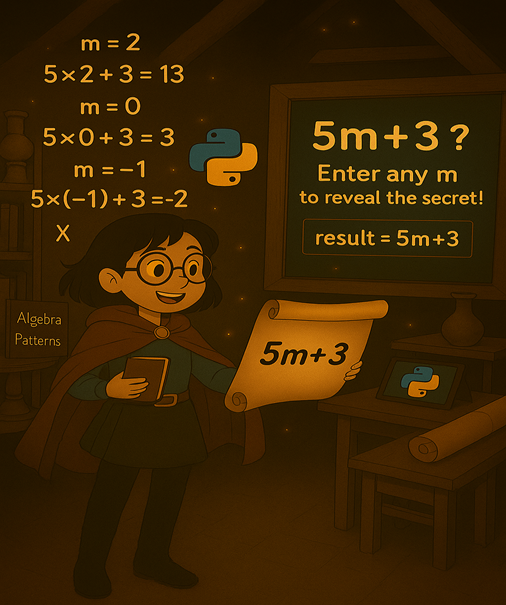 m = 2
5×2 + 3 = 13
m = 0
5×0 + 3 = 3
m = −1
5×(−1) + 3 =-2
X
5m+3 ?
Enter any m
to reveal the secret!
result = 5m+3
Algebra
Patterns
5m+3